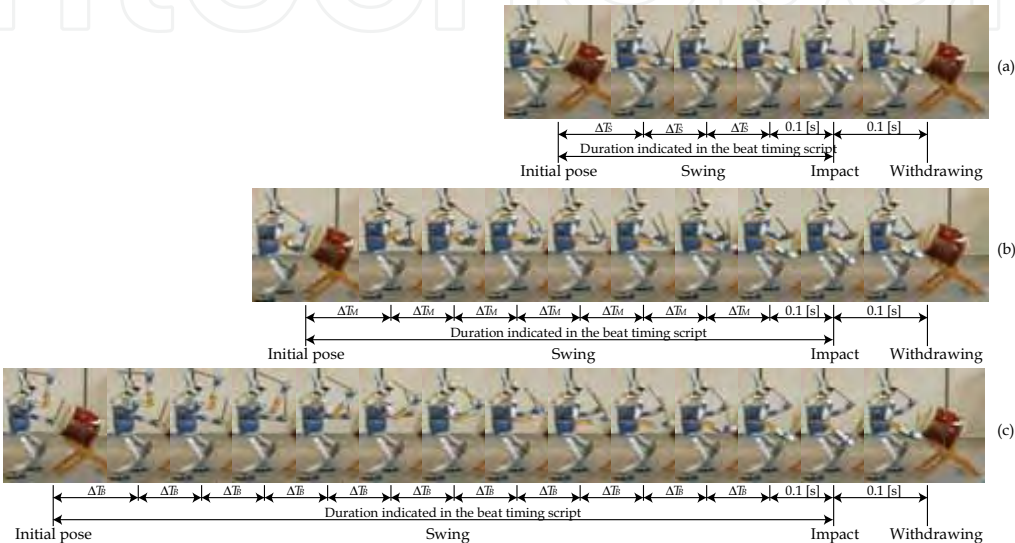 (a)
ΔTS ΔTS ΔTS 0.1 [s] 0.1 [s]
Duration indicated in the beat timing script
Initial pose Swing Impact Withdrawing
(b)
ΔTM ΔTM ΔTM ΔTM ΔTM ΔTM ΔTM 0.1 [s] 0.1 [s]
Duration indicated in the beat timing script
Initial pose Swing Impact Withdrawing
(c)
ΔTB ΔTB ΔTB ΔTB ΔTB ΔTB ΔTB ΔTB ΔTB ΔTB ΔTB 0.1 [s] 0.1 [s]
Duration indicated in the beat timing script
Initial pose Swing Impact Withdrawing